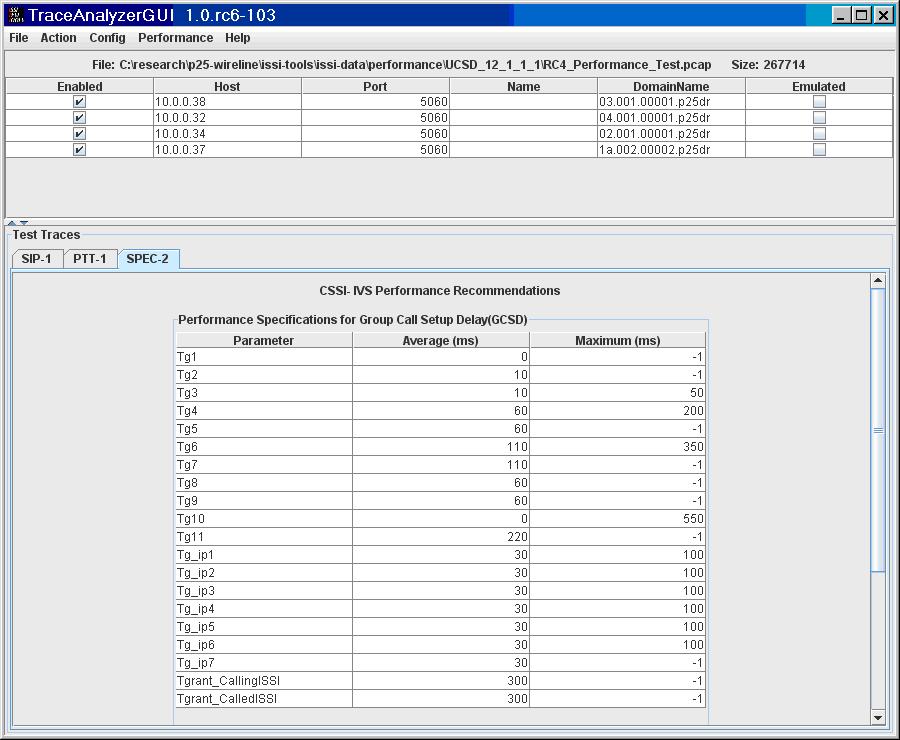 TraceAnalyzerGUI 1.0.rc6-103
File Action Config Performance Help
File: C:\research\p25-wireline\issi-tools\issi-data\performance\UCSD_12_1_1_1\RC4_Performance_Test.pcap Size: 267714
Enabled Host Port Name DomainName Emulated
10.0.0.38 5060 03.001.00001.p25dr
10.0.0.32 5060 04.001.00001.p25dr
10.0.0.34 5060 02.001.00001.p25dr
10.0.0.37 5060 1a.002.00002.p25dr
Test Traces
SIP-1 PTT-1 SPEC-2
CSSI- IVS Performance Recommendations
Performance Specifications for Group Call Setup Delay(GCSD)
Parameter Average (ms) Maximum (ms)
Tg1 0 -1
Tg2 10 -1
Tg3 10 50
Tg4 60 200
Tg5 60 -1
Tg6 110 350
Tg7 110 -1
Tg8 60 -1
Tg9 60 -1
Tg10 0 550
Tg11 220 -1
Tg_ip1 30 100
Tg_ip2 30 100
Tg_ip3 30 100
Tg_ip4 30 100
Tg_ip5 30 100
Tg_ip6 30 100
Tg_ip7 30 -1
Tgrant_CallingISSI 300 -1
Tgrant_CalledISSI 300 -1